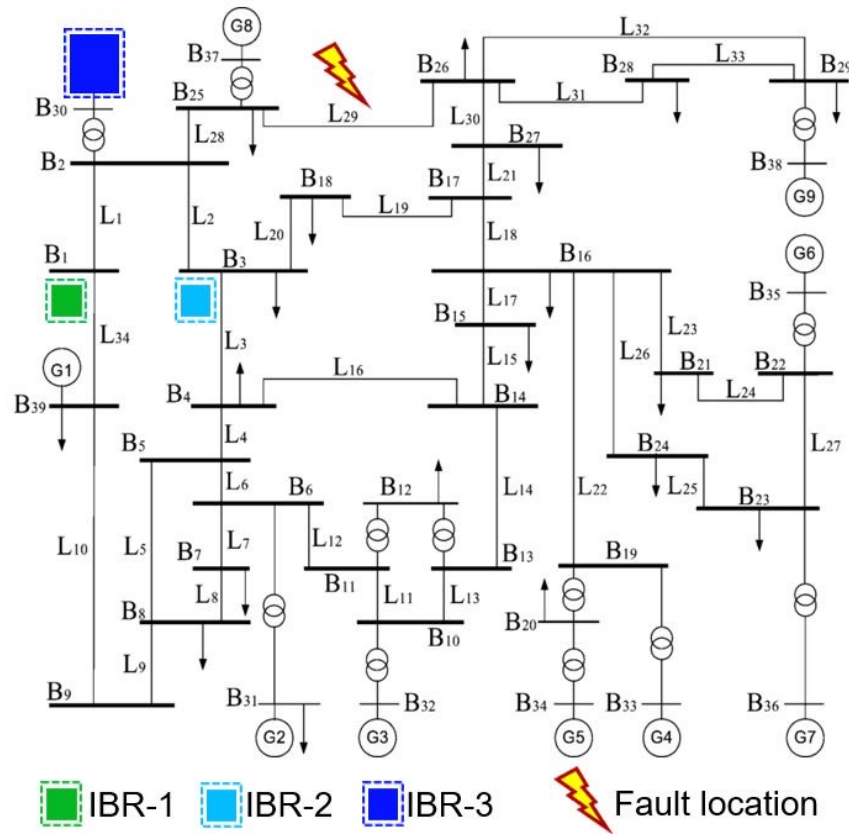 G8
B37
L32
B26
B28
L33
B29
B25
L31
B30
L29
L30
L28
B27
B2
B38
B18
B17
L21
G9
L19
L1
L2
L20
L18
B1
B3
B16
G6
L17
B35
B15
L34
L3
L23
L26
G1
L15
B21
B22
L16
B39
B4
B14
L24
L4
B5
B24
L27
L6
B6
B12
L14
L25
B23
L22
L10
L5
B7
L7
L12
B13
B19
L8
B11
L11
L13
B8
B10
B20
L9
B9
B31
B32
B34
B33
B36
G2
G3
G5
G4
G7
IBR-1 IBR-2 IBR-3 Fault location